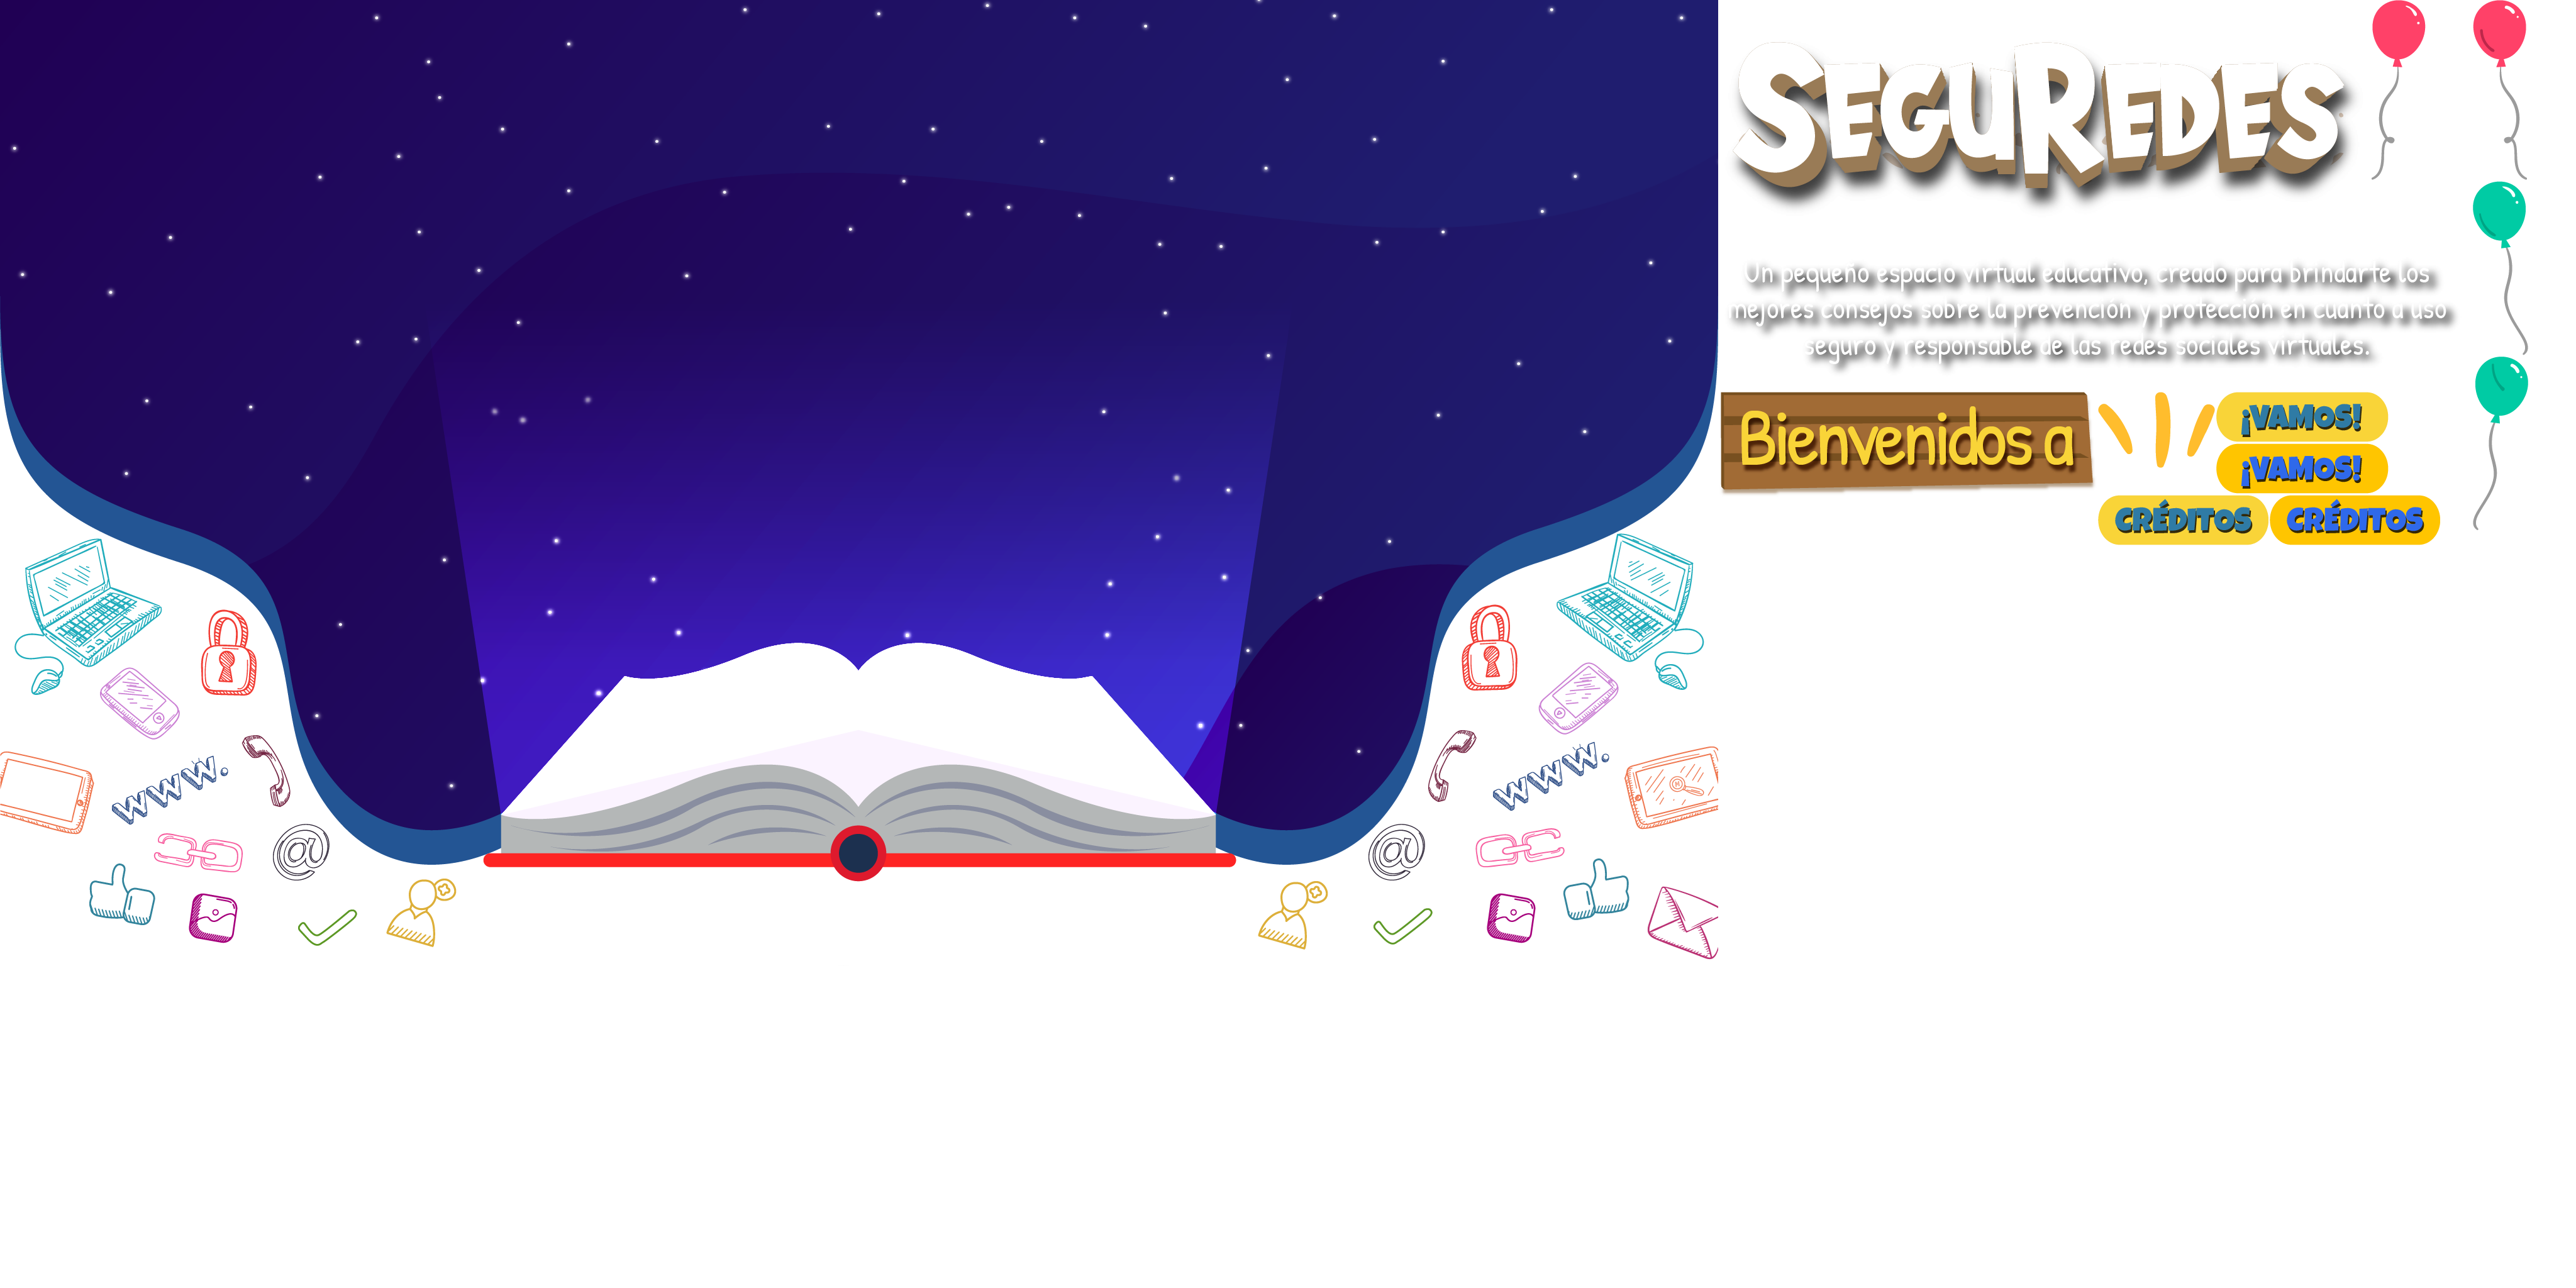 SEGUREDES
Un pequeño espacio virtual educativo, creado para brindarte los
mejores consejos sobre la prevención y protección en cuanto a uso
seguro y responsable de las redes sociales virtuales.
Bienvenidos a
¡VAMOS!
¡VAMOS!
CRÉDITOS CRÉDITOS
www. www.
@ @